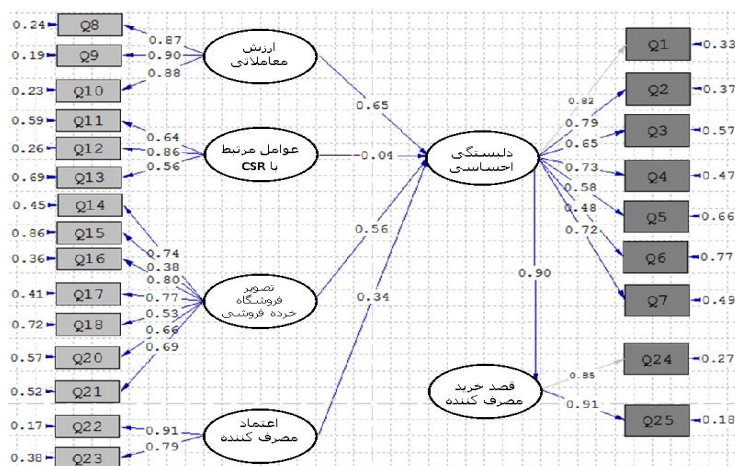 0.24 Q8
0.19 Q9
0.23 Q10
0.59 Q11
0.26 Q12
0.69 Q13
0.45 Q14
0.86 Q15
0.36 Q16
0.41 Q17
0.72 Q18
0.57 Q20
0.52 Q21
0.17 Q22
0.38 Q23
0.87
0.90
0.88
0.64
0.86
0.56
0.74
0.38
0.80
0.77
0.53
0.66
0.69
0.91
0.79
ارزش
معاملاتی
عوامل مرتبط
با CSR
تصویر
فروشگاه
خرده فروشی
اعتماد
مصرف کننده
0.65
-0.04
0.56
0.34
دلبستگی
احساسی
0.90
قصد خرید
مصرف کننده
0.82
0.79
0.65
0.73
0.58
0.48
0.72
0.85
0.91
Q1 0.33
Q2 0.37
Q3 0.57
Q4 0.47
Q5 0.66
Q6 0.77
Q7 0.49
Q24 0.27
Q25 0.18